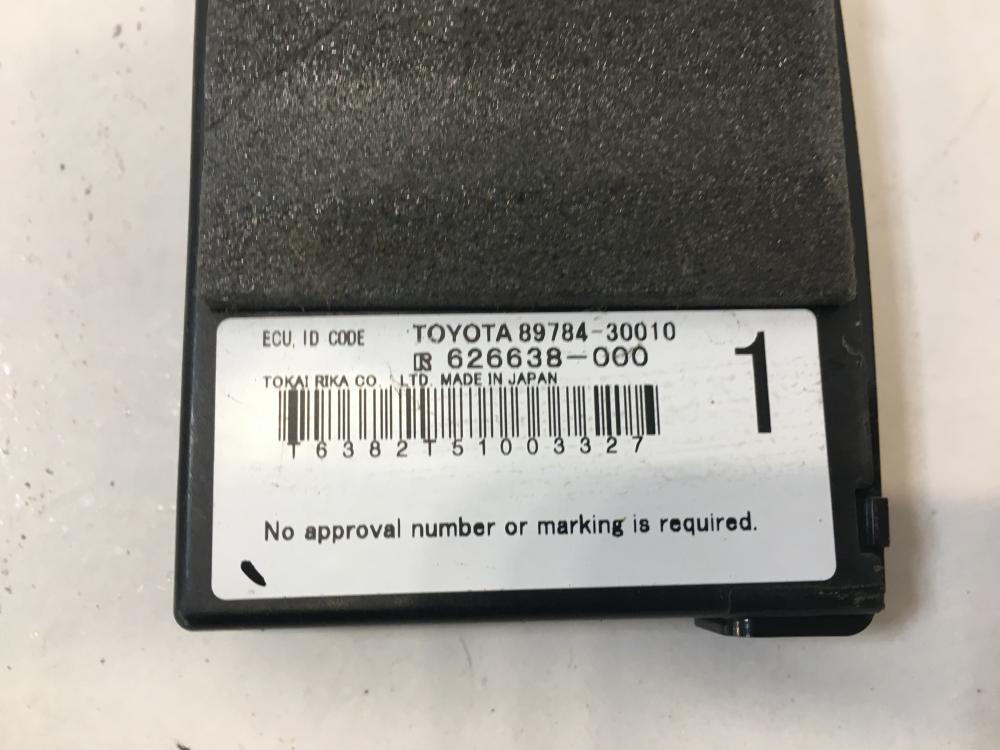 ECU, ID CODE TOYOTA 89784-30010
626638-000
1
TOKAI RIKA CO., LTD. MADE IN JAPAN
T6382T51003327
No approval number or marking is required.